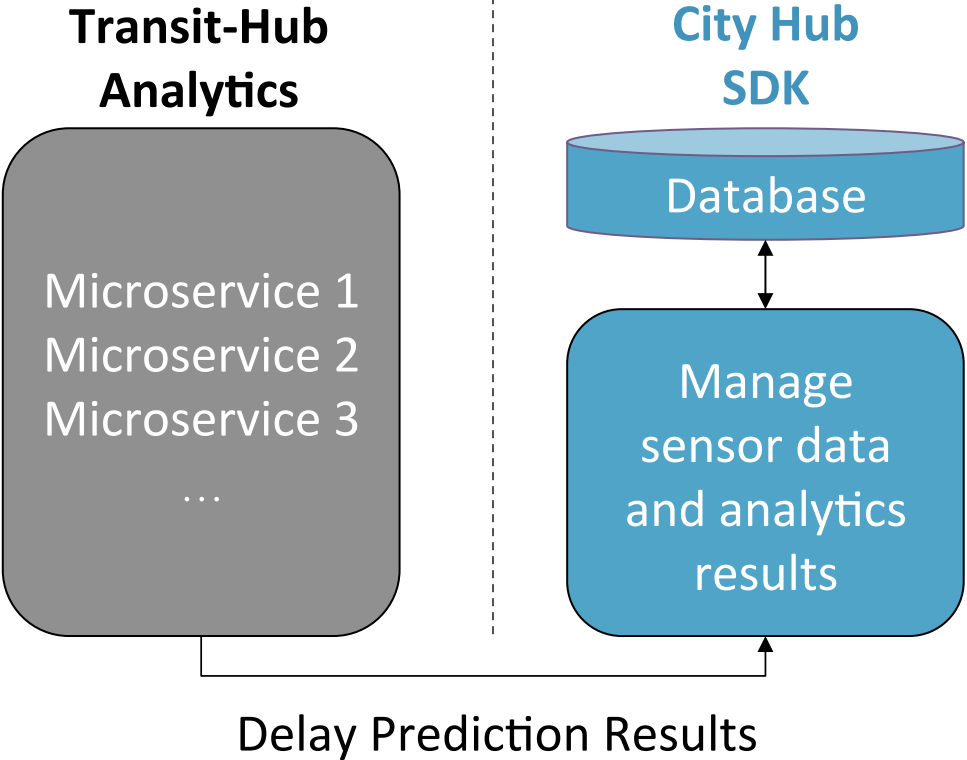 Transit-Hub
Analytics
Microservice 1
Microservice 2
Microservice 3
...
City Hub
SDK
Database
Manage
sensor data
and analytics
results
Delay Prediction Results